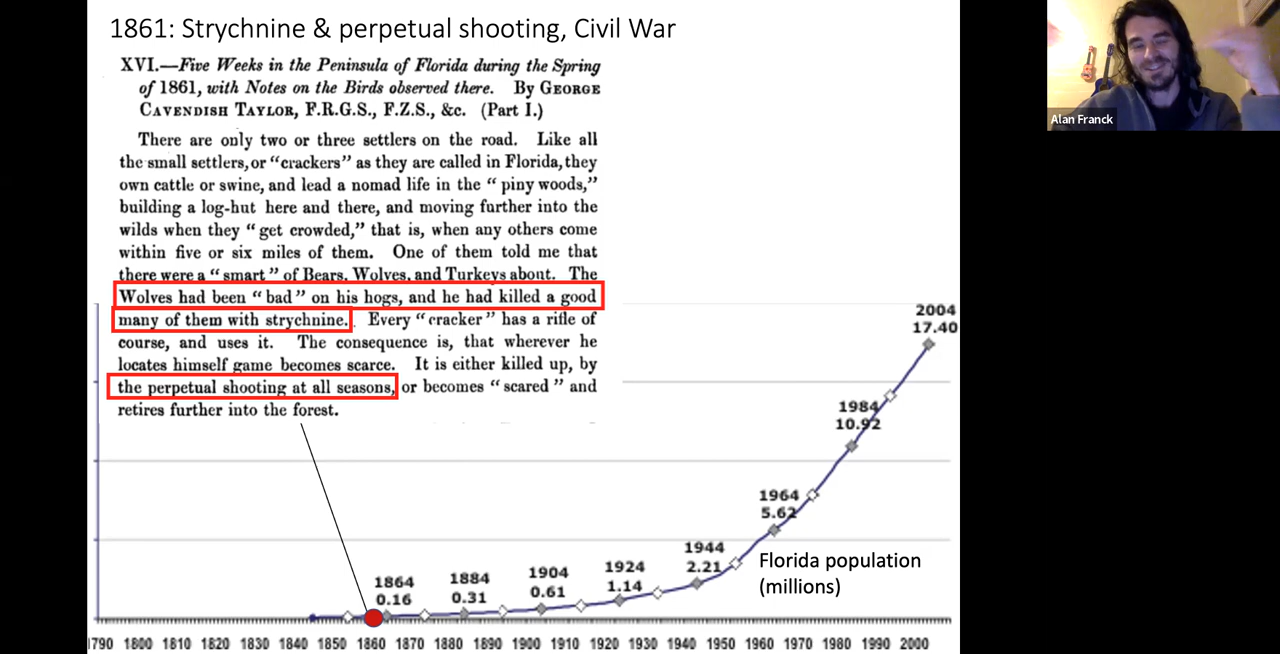 1861: Strychnine & perpetual shooting, Civil War
XVI.—Five Weeks in the Peninsula of Florida during the Spring
of 1861, with Notes on the Birds observed there. By GEORGE
CAVENDISH TAYLOR, F.R.G.S., F.Z.S., &c. (Part I.)
There are only two or three settlers on the road. Like all
the small settlers, or “crackers” as they are called in Florida, they
own cattle or swine, and lead a nomad life in the “piny woods,”
building a log-hut here and there, and moving further into the
wilds when they “get crowded,” that is, when any others come
within five or six miles of them. One of them told me that
there were a “smart” of Bears, Wolves, and Turkeys about. The
Wolves had been “bad” on his hogs, and he had killed a good
many of them with strychnine. Every “cracker” has a rifle of
course, and uses it. The consequence is, that wherever he
locates himself game becomes scarce. It is either killed up, by
the perpetual shooting at all seasons, or becomes “scared” and
retires further into the forest.
Alan Franck
2004
17.40
1984
10.92
1964
5.62
1944
2.21
1924
1.14
1904
0.61
1884
0.31
1864
0.16
Florida population
(millions)
1790 1800 1810 1820 1830 1840 1850 1860 1870 1880 1890 1900 1910 1920 1930 1940 1950 1960 1970 1980 1990 2000